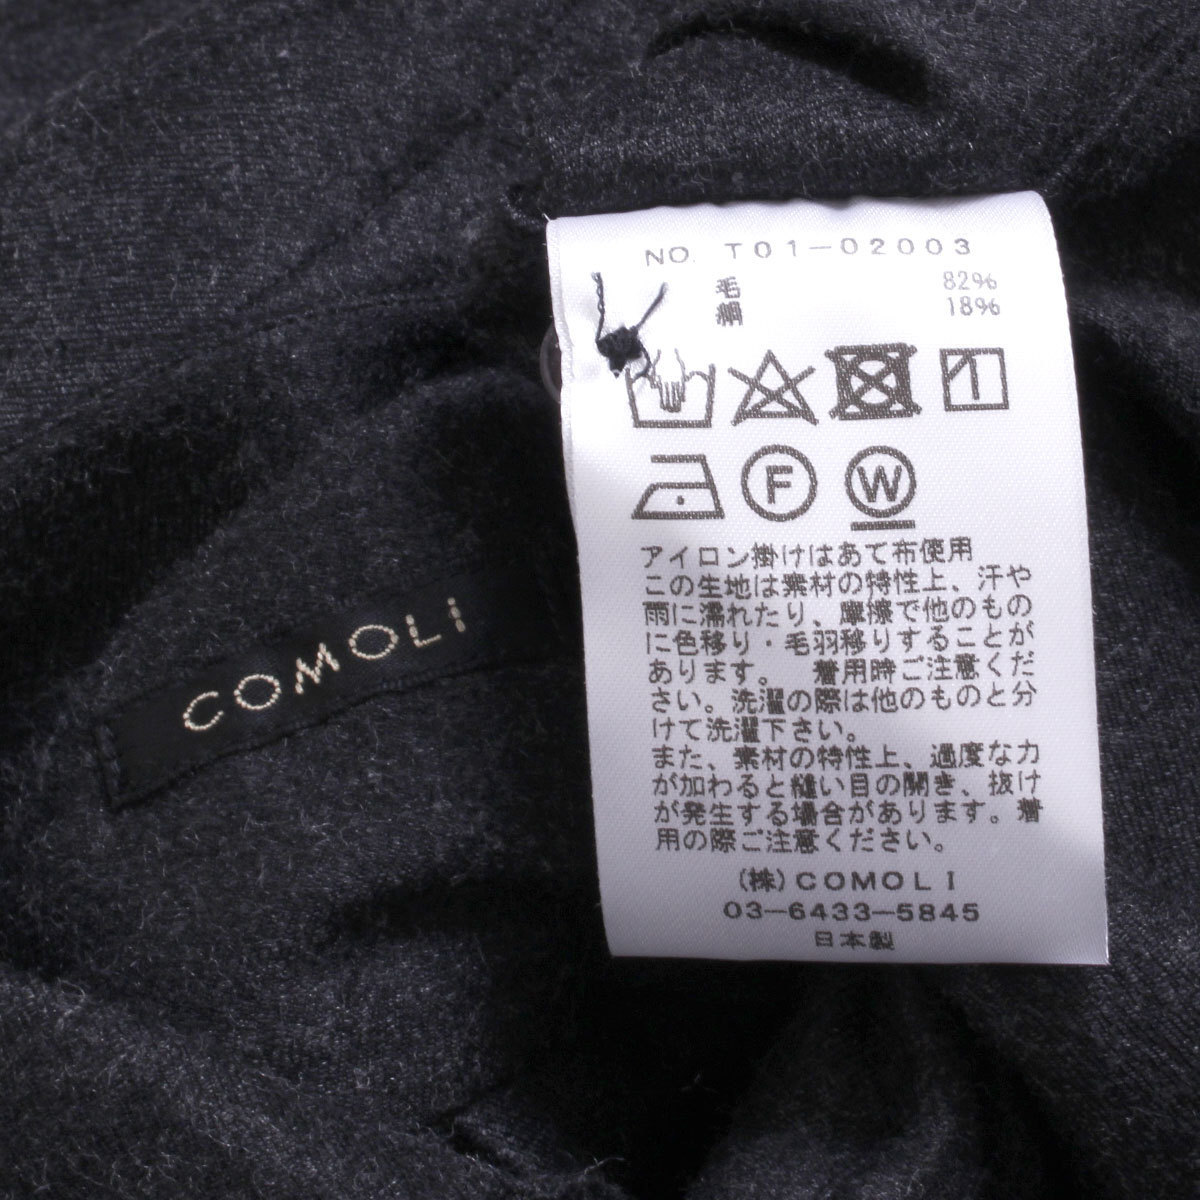 NO. T01-02003
毛 82%
絹 18%
F W
アイロン掛けはあて布使用
この生地は素材の特性上、汗や
雨に濡れたり、摩擦で他のもの
に色移り・毛羽移りすることが
あります。 着用時ご注意くだ
さい。洗濯の際は他のものと分
けて洗濯下さい。
また、素材の特性上、過度な力
が加わると縫い目の開き、抜け
が発生する場合があります。着
用の際ご注意ください。
(株)COMOLI
03-6433-5845
日本製
COMOLI